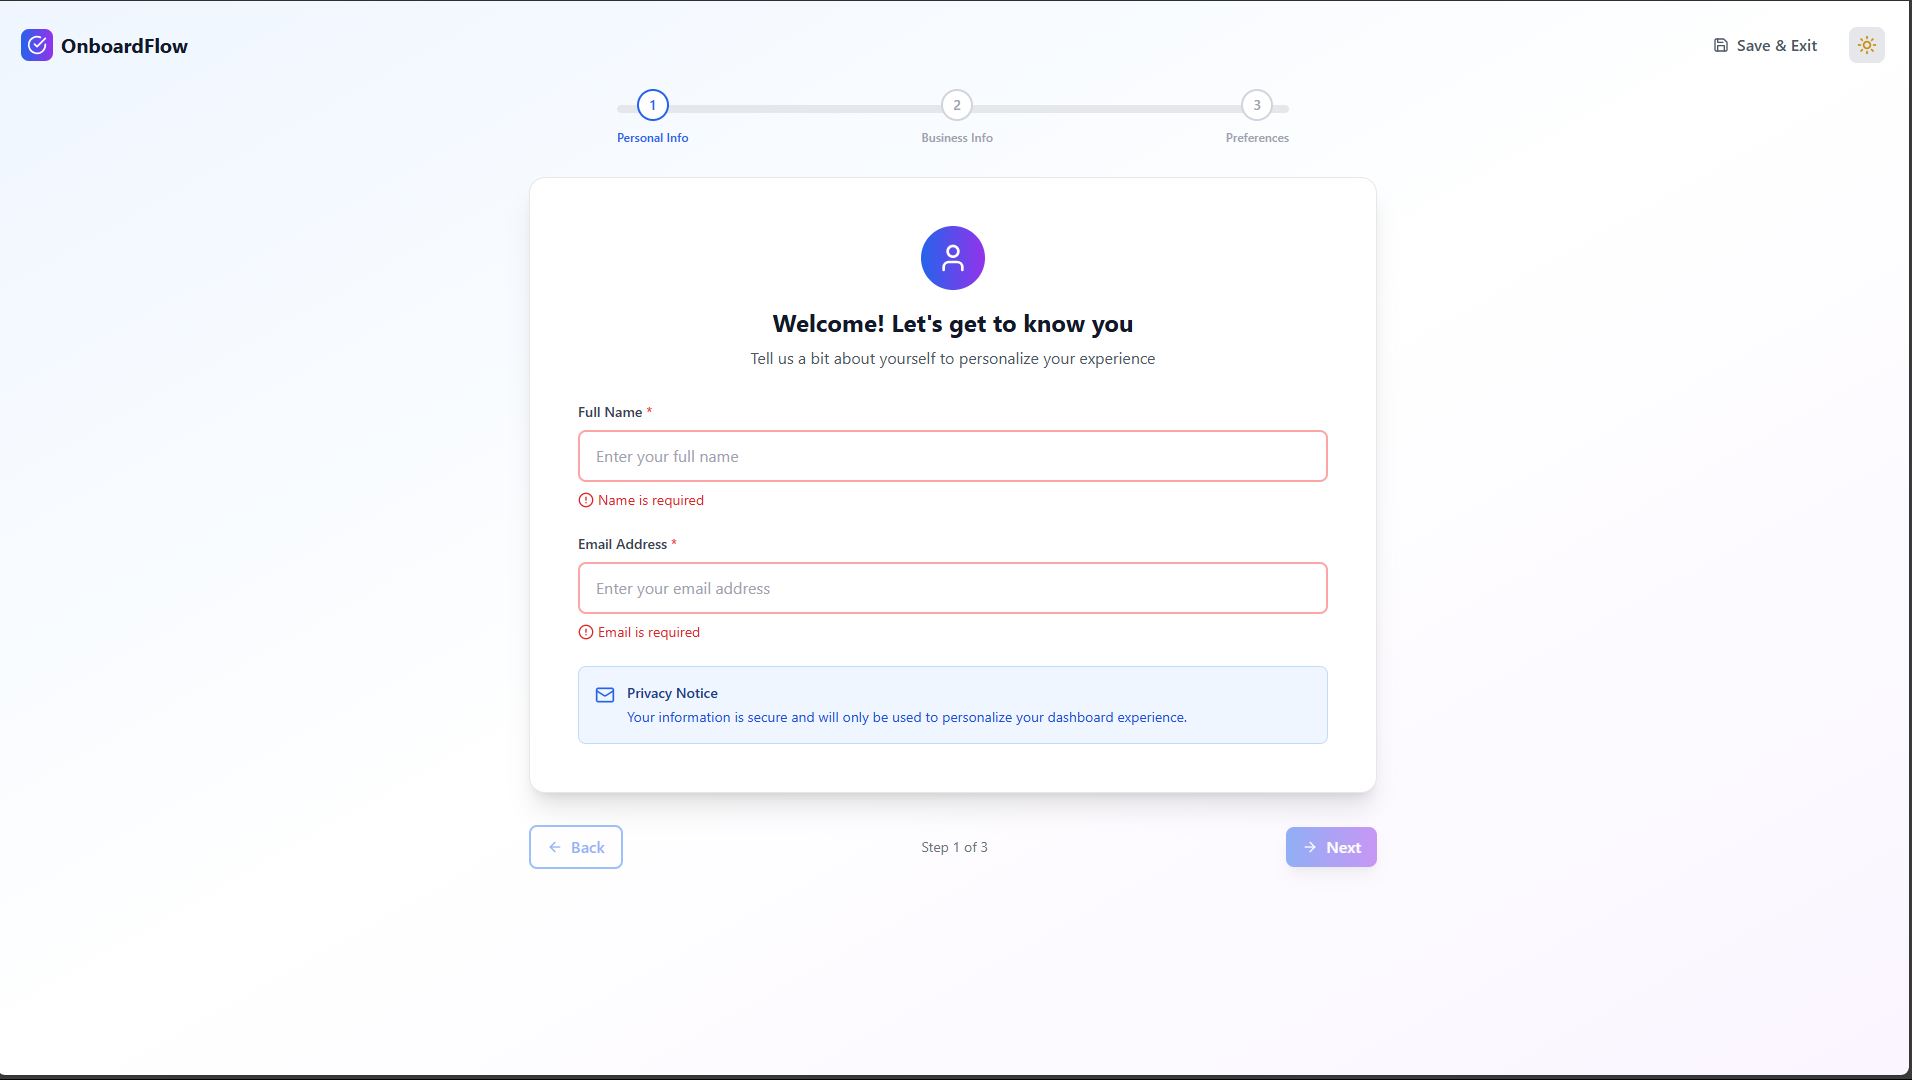 OnboardFlow
Save & Exit
1
2
3
Personal Info
Business Info
Preferences
Welcome! Let's get to know you
Tell us a bit about yourself to personalize your experience
Full Name *
Enter your full name
Name is required
Email Address *
Enter your email address
Email is required
Privacy Notice
Your information is secure and will only be used to personalize your dashboard experience.
Back
Step 1 of 3
Next